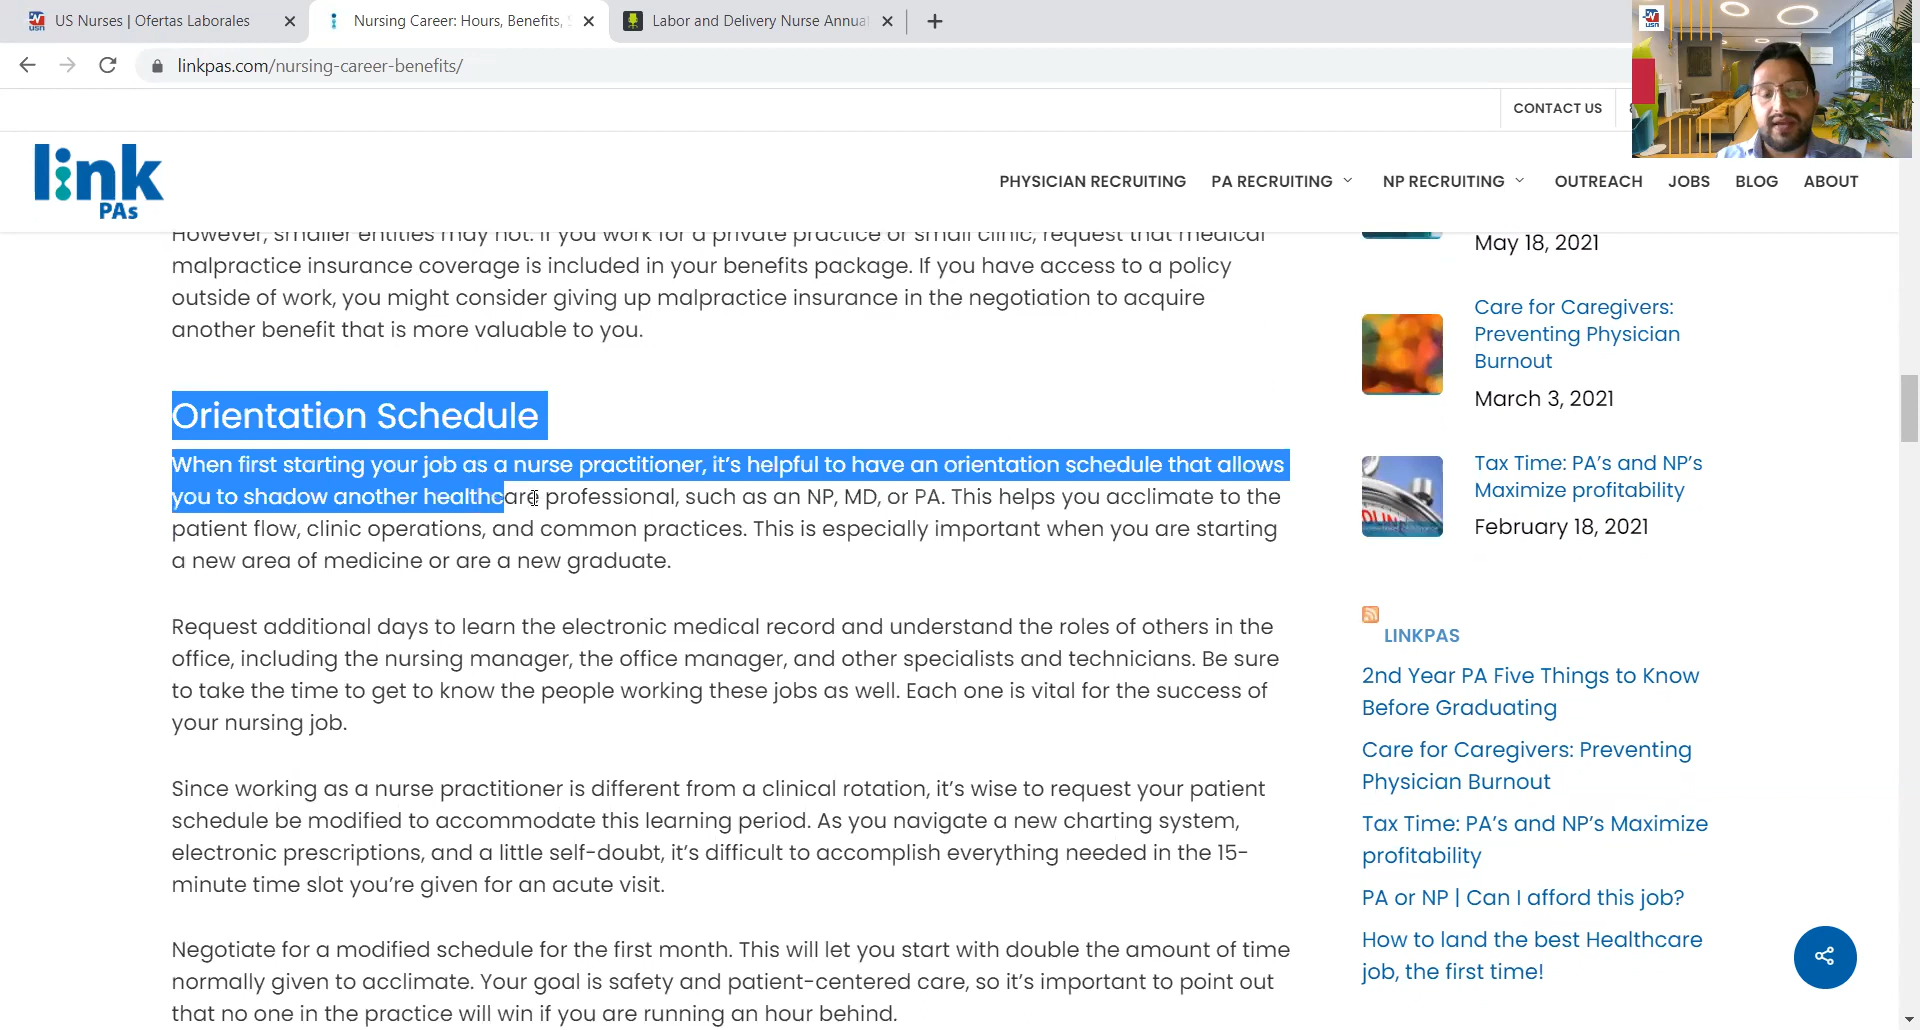 US Nurses | Ofertas Laborales
Nursing Career: Hours, Benefits,
Labor and Delivery Nurse Annua
linkpas.com/nursing-career-benefits/
CONTACT US
USN
link
PAs
PHYSICIAN RECRUITING
PA RECRUITING
NP RECRUITING
OUTREACH
JOBS
BLOG
ABOUT
However, smaller entities may not. If you work for a private practice or small clinic, request that medical
malpractice insurance coverage is included in your benefits package. If you have access to a policy
outside of work, you might consider giving up malpractice insurance in the negotiation to acquire
another benefit that is more valuable to you.
Orientation Schedule
When first starting your job as a nurse practitioner, it's helpful to have an orientation schedule that allows
you to shadow another healthcare professional, such as an NP, MD, or PA. This helps you acclimate to the
patient flow, clinic operations, and common practices. This is especially important when you are starting
a new area of medicine or are a new graduate.
Request additional days to learn the electronic medical record and understand the roles of others in the
office, including the nursing manager, the office manager, and other specialists and technicians. Be sure
to take the time to get to know the people working these jobs as well. Each one is vital for the success of
your nursing job.
Since working as a nurse practitioner is different from a clinical rotation, it's wise to request your patient
schedule be modified to accommodate this learning period. As you navigate a new charting system,
electronic prescriptions, and a little self-doubt, it's difficult to accomplish everything needed in the 15-
minute time slot you're given for an acute visit.
Negotiate for a modified schedule for the first month. This will let you start with double the amount of time
normally given to acclimate. Your goal is safety and patient-centered care, so it's important to point out
that no one in the practice will win if you are running an hour behind.
May 18, 2021
Care for Caregivers:
Preventing Physician
Burnout
March 3, 2021
Tax Time: PA's and NP's
Maximize profitability
February 18, 2021
LINKPAS
2nd Year PA Five Things to Know
Before Graduating
Care for Caregivers: Preventing
Physician Burnout
Tax Time: PA's and NP's Maximize
profitability
PA or NP | Can I afford this job?
How to land the best Healthcare
job, the first time!